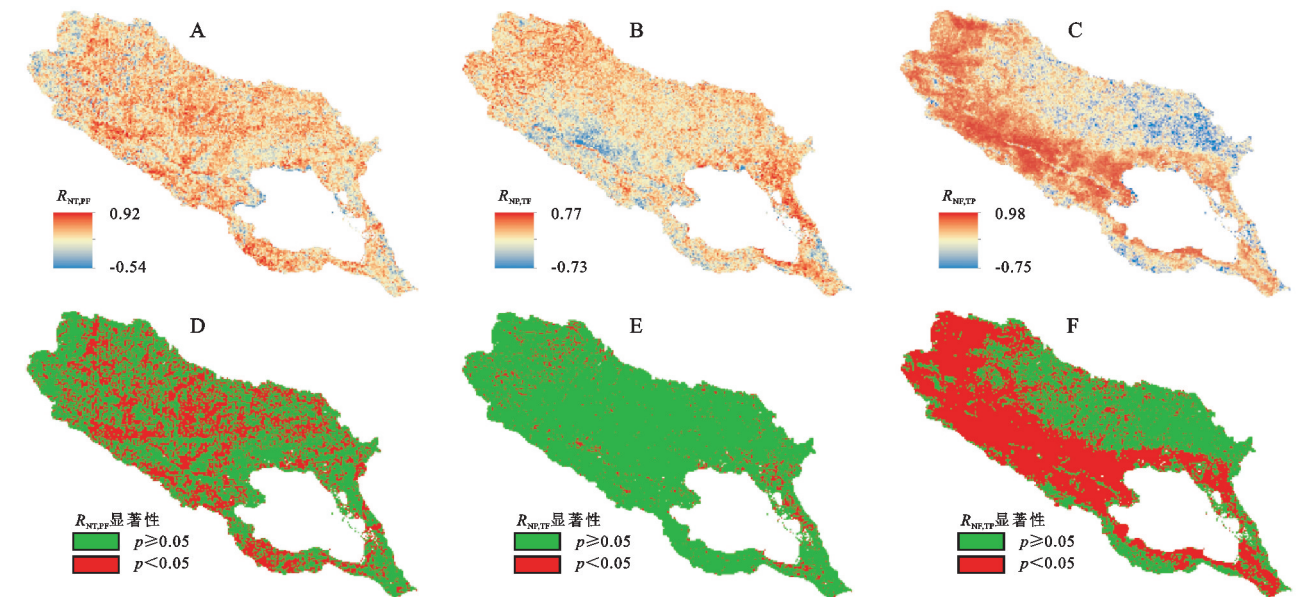 A
B
C
R_NT,PF
0.92
-0.54
R_NP,TF
0.77
-0.73
R_NF,TP
0.98
-0.75
D
E
F
R_NT,PF显著性
p≥0.05
p<0.05
R_NP,TF显著性
p≥0.05
p<0.05
R_NF,TP显著性
p≥0.05
p<0.05